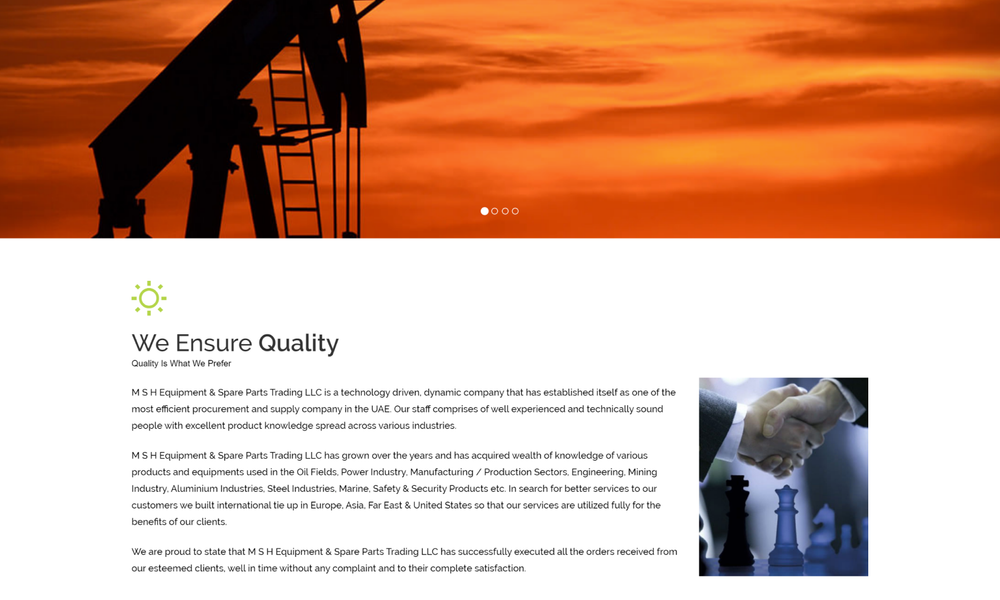 We Ensure Quality
Quality Is What We Prefer
M S H Equipment & Spare Parts Trading LLC is a technology driven, dynamic company that has established itself as one of the
most efficient procurement and supply company in the UAE. Our staff comprises of well experienced and technically sound
people with excellent product knowledge spread across various industries.
M S H Equipment & Spare Parts Trading LLC has grown over the years and has acquired wealth of knowledge of various
products and equipments used in the Oil Fields, Power Industry, Manufacturing / Production Sectors, Engineering, Mining
Industry, Aluminium Industries, Steel Industries, Marine, Safety & Security Products etc. In search for better services to our
customers we built international tie up in Europe, Asia, Far East & United States so that our services are utilized fully for the
benefits of our clients.
We are proud to state that M S H Equipment & Spare Parts Trading LLC has successfully executed all the orders received from
our esteemed clients, well in time without any complaint and to their complete satisfaction.